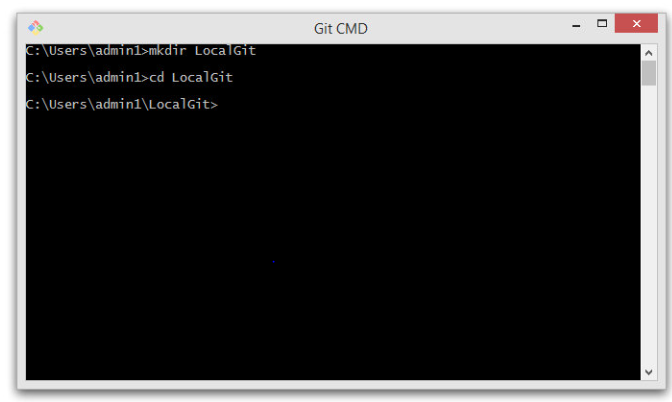 Git CMD
C:\Users\admin1>mkdir LocalGit
C:\Users\admin1>cd LocalGit
C:\Users\admin1\LocalGit>